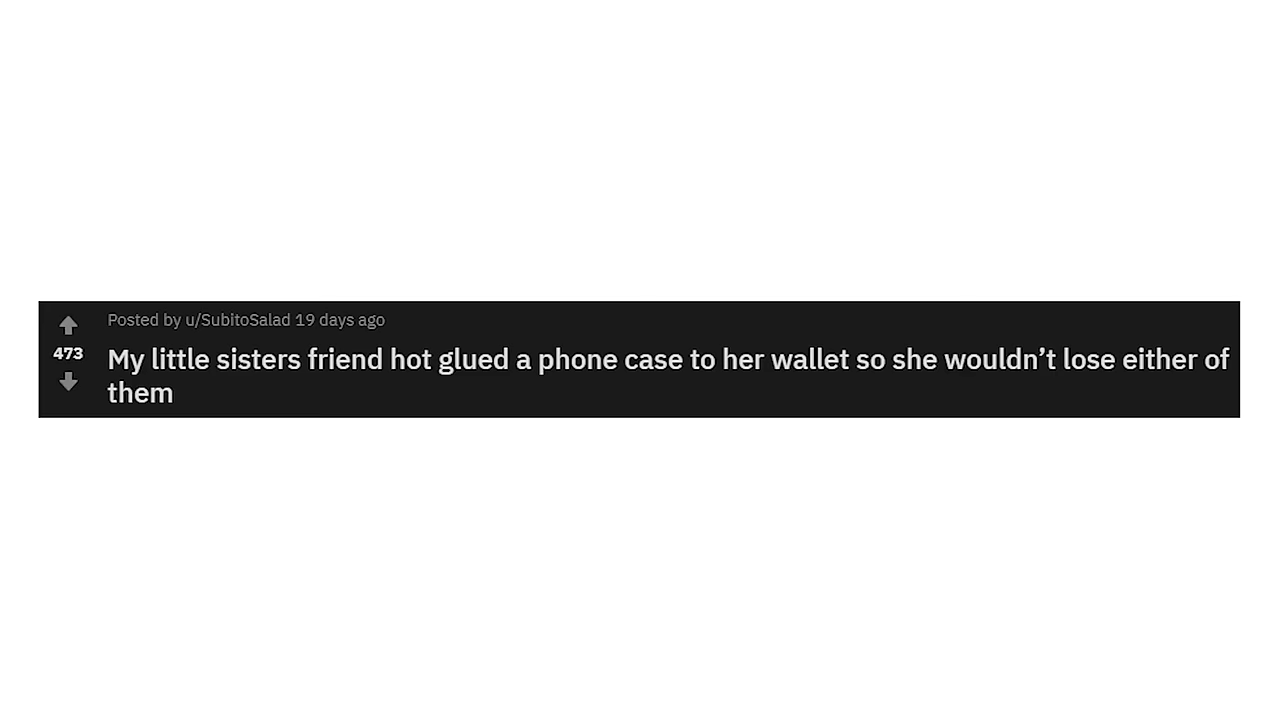 Posted by u/SubitoSalad 19 days ago
473
My little sisters friend hot glued a phone case to her wallet so she wouldn’t lose either of
them